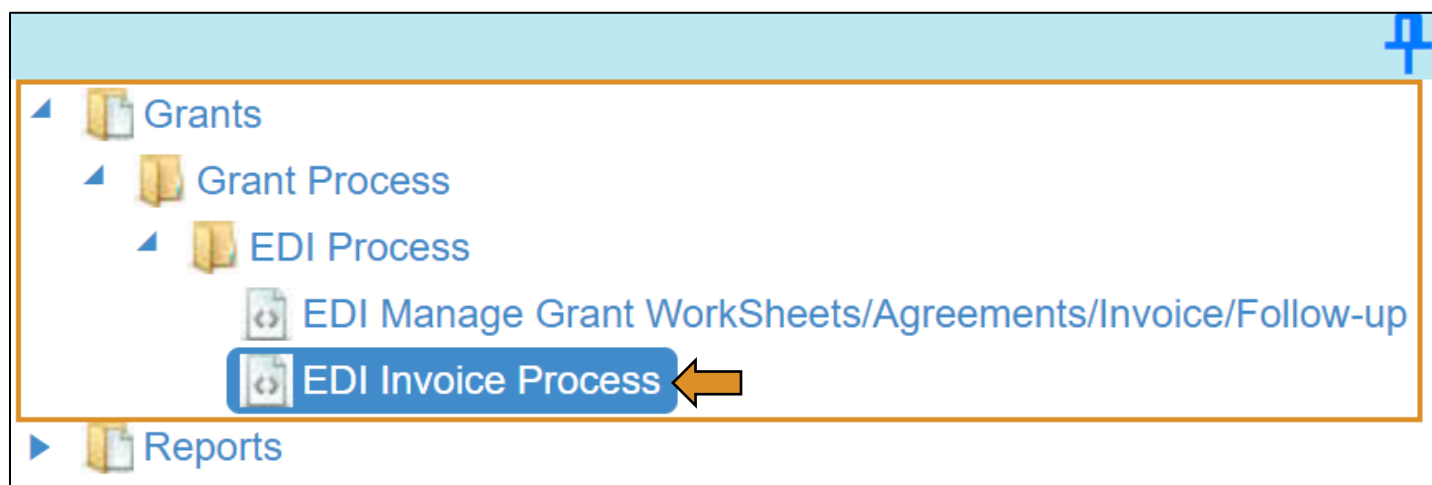 Grants
Grant Process
EDI Process
EDI Manage Grant WorkSheets/Agreements/Invoice/Follow-up
EDI Invoice Process
Reports